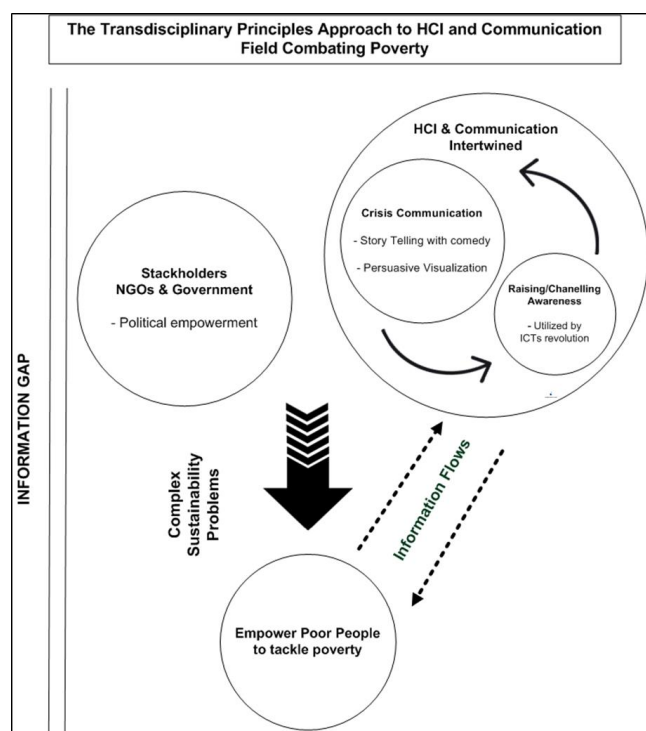 The Transdisciplinary Principles Approach to HCI and Communication
Field Combating Poverty
INFORMATION GAP
HCI & Communication
Intertwined
Crisis Communication
- Story Telling with comedy
- Persuasive Visualization
Raising/Chanelling
Awareness
- Utilized by
ICTs revolution
Stackholders
NGOs & Government
- Political empowerment
Complex
Sustainability
Problems
Information Flows
Empower Poor People
to tackle poverty